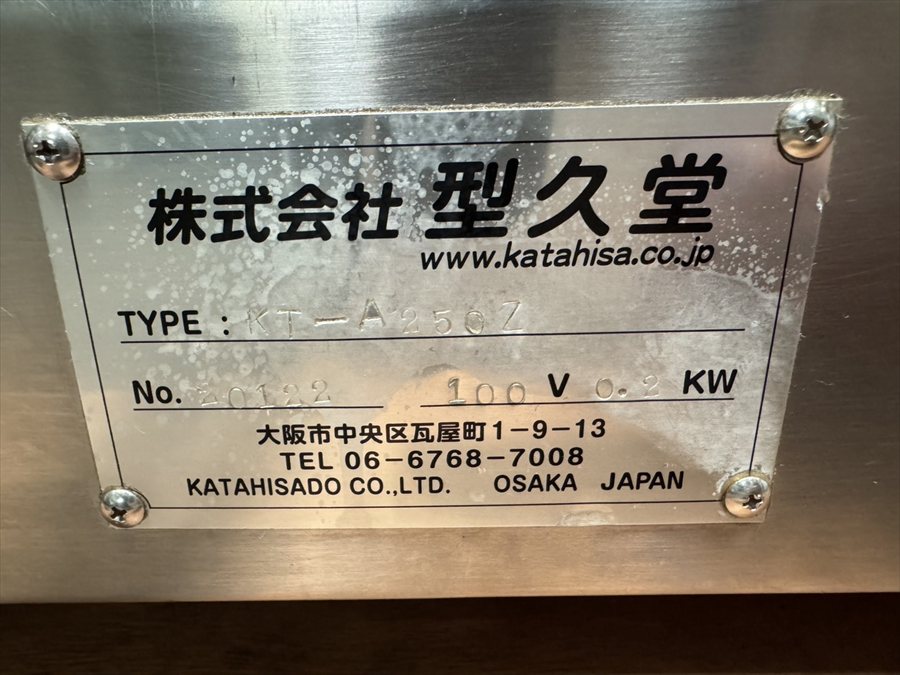 株式会社 型久堂
www.katahisa.co.jp
TYPE : KT-A250Z
No. Z0122 100 V 0.2 KW
大阪市中央区瓦屋町1-9-13
TEL 06-6768-7008
KATAHISADO CO.,LTD. OSAKA JAPAN